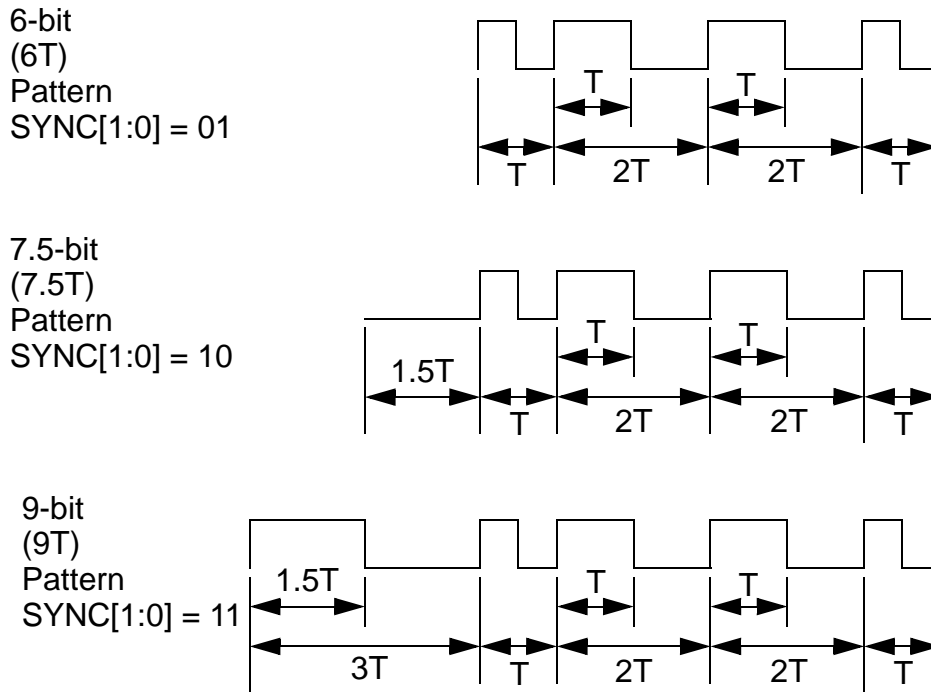 6-bit
(6T)
Pattern
SYNC[1:0] = 01
T
T
T
2T
2T
T
7.5-bit
(7.5T)
Pattern
SYNC[1:0] = 10
T
T
1.5T
T
2T
2T
T
9-bit
(9T)
Pattern
SYNC[1:0] = 11
1.5T
T
T
3T
T
2T
2T
T